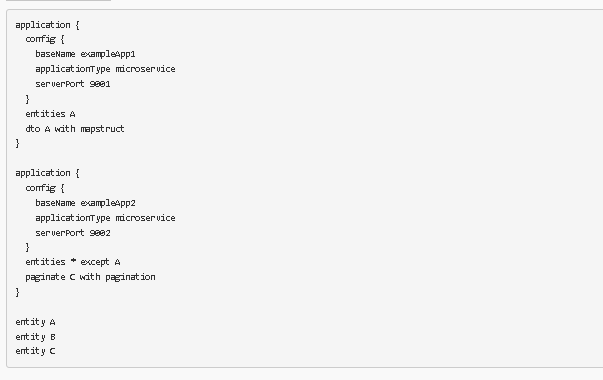 application {
  config {
    baseName exampleApp1
    applicationType microservice
    serverPort 9001
  }
  entities A
  dto A with mapstruct
}

application {
  config {
    baseName exampleApp2
    applicationType microservice
    serverPort 9002
  }
  entities * except A
  paginate C with pagination
}

entity A
entity B
entity C